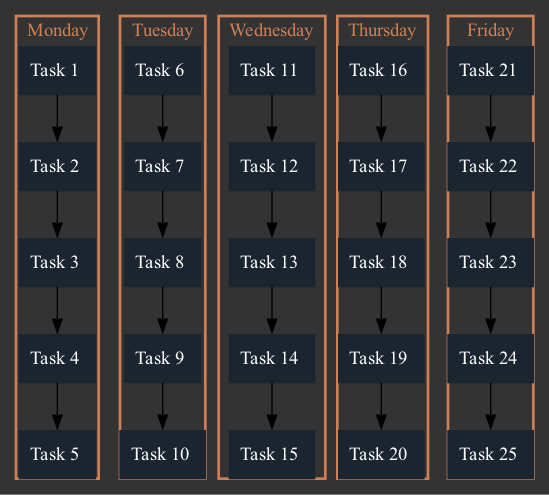 Monday
Task 1
Task 2
Task 3
Task 4
Task 5
Tuesday
Task 6
Task 7
Task 8
Task 9
Task 10
Wednesday
Task 11
Task 12
Task 13
Task 14
Task 15
Thursday
Task 16
Task 17
Task 18
Task 19
Task 20
Friday
Task 21
Task 22
Task 23
Task 24
Task 25